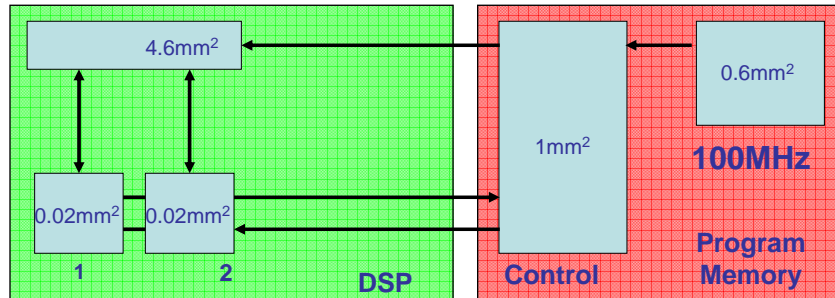 4.6mm²
0.6mm²
100MHz
1mm²
0.02mm²
0.02mm²
1
2
DSP
Control
Program
Memory